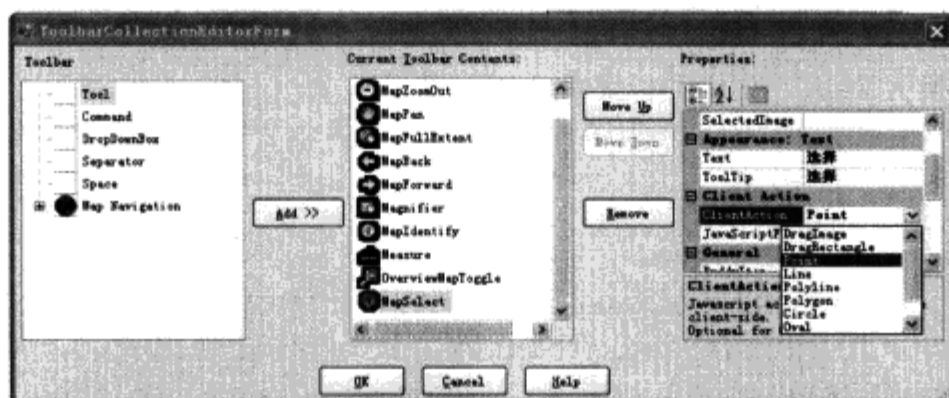 ToolbarCollectionEditorForm
Toolbar
Tool
Command
DropDownBox
Separator
Space
Map Navigation
Add >>
Current Toolbar Contents:
MapZoomOut
MapPan
MapFullExtent
MapBack
MapForward
Magnifier
MapIdentify
Measure
OverviewMapToggle
MapSelect
Move Up
Move Down
Remove
Properties:
SelectedImage
Appearance: Text
Text 选择
ToolTip 选择
Client Action
ClientAction Point
JavaScriptF
General
DragImage
DragRectangle
Point
Line
Polyline
Polygon
Circle
Oval
ClientActio
Javascript ac
client-side.
Optional for
OK
Cancel
Help